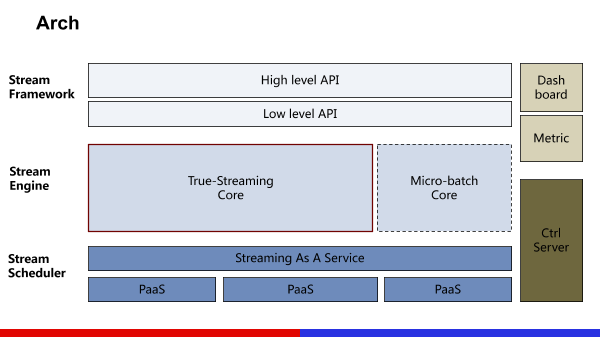 Arch
Stream
Framework
High level API
Low level API
Dash
board
Metric
Stream
Engine
True-Streaming
Core
Micro-batch
Core
Ctrl
Server
Stream
Scheduler
Streaming As A Service
PaaS
PaaS
PaaS